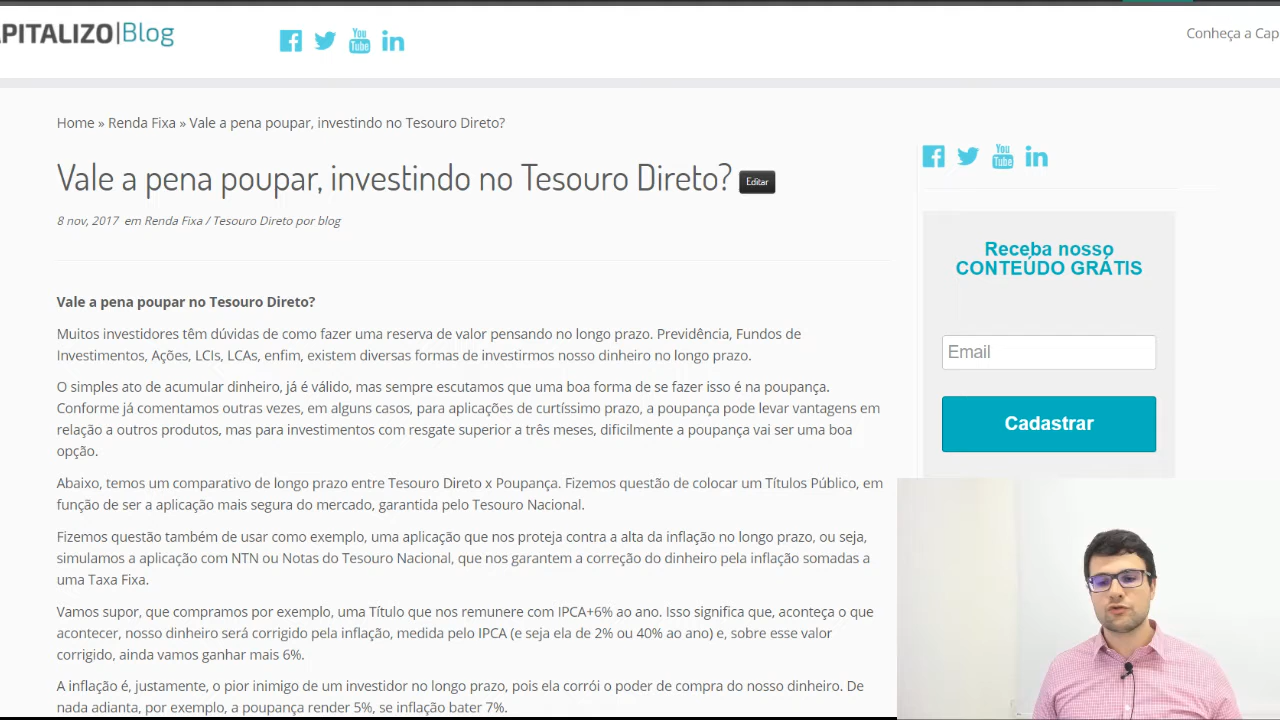 PITALIZO|Blog
You
Tube
in
Conheça a Cap
Home » Renda Fixa » Vale a pena poupar, investindo no Tesouro Direto?
Vale a pena poupar, investindo no Tesouro Direto? Editar
8 nov, 2017 em Renda Fixa / Tesouro Direto por blog
Vale a pena poupar no Tesouro Direto?
Muitos investidores têm dúvidas de como fazer uma reserva de valor pensando no longo prazo. Previdência, Fundos de
Investimentos, Ações, LCIs, LCAs, enfim, existem diversas formas de investirmos nosso dinheiro no longo prazo.
O simples ato de acumular dinheiro, já é válido, mas sempre escutamos que uma boa forma de se fazer isso é na poupança.
Conforme já comentamos outras vezes, em alguns casos, para aplicações de curtíssimo prazo, a poupança pode levar vantagens em
relação a outros produtos, mas para investimentos com resgate superior a três meses, dificilmente a poupança vai ser uma boa
opção.
Abaixo, temos um comparativo de longo prazo entre Tesouro Direto x Poupança. Fizemos questão de colocar um Títulos Público, em
função de ser a aplicação mais segura do mercado, garantida pelo Tesouro Nacional.
Fizemos questão também de usar como exemplo, uma aplicação que nos proteja contra a alta da inflação no longo prazo, ou seja,
simulamos a aplicação com NTN ou Notas do Tesouro Nacional, que nos garantem a correção do dinheiro pela inflação somadas a
uma Taxa Fixa.
Vamos supor, que compramos por exemplo, uma Título que nos remunere com IPCA+6% ao ano. Isso significa que, aconteça o que
acontecer, nosso dinheiro será corrigido pela inflação, medida pelo IPCA (e seja ela de 2% ou 40% ao ano) e, sobre esse valor
corrigido, ainda vamos ganhar mais 6%.
A inflação é, justamente, o pior inimigo de um investidor no longo prazo, pois ela corrói o poder de compra do nosso dinheiro. De
nada adianta, por exemplo, a poupança render 5%, se inflação bater 7%.
You
Tube
in
Receba nosso
CONTEÚDO GRÁTIS
Email
Cadastrar